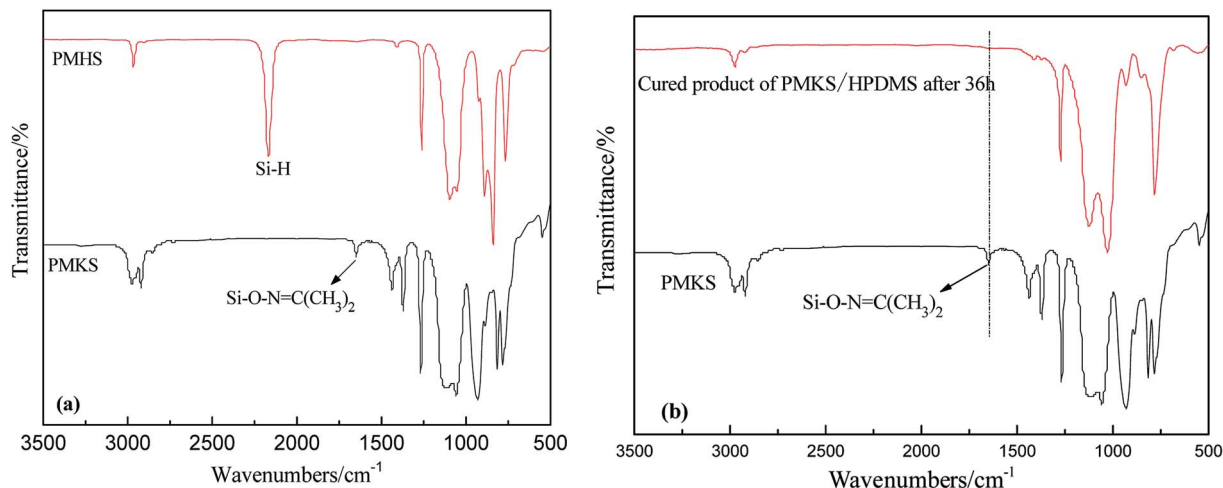 PMHS
Si-H
PMKS
Si-O-N=C(CH₃)₂
(a)
Transmittance/%
3500 3000 2500 2000 1500 1000 500
Wavenumbers/cm⁻¹
Cured product of PMKS/HPDMS after 36h
PMKS
Si-O-N=C(CH₃)₂
(b)
Transmittance/%
3500 3000 2500 2000 1500 1000 500
Wavenumbers/cm⁻¹